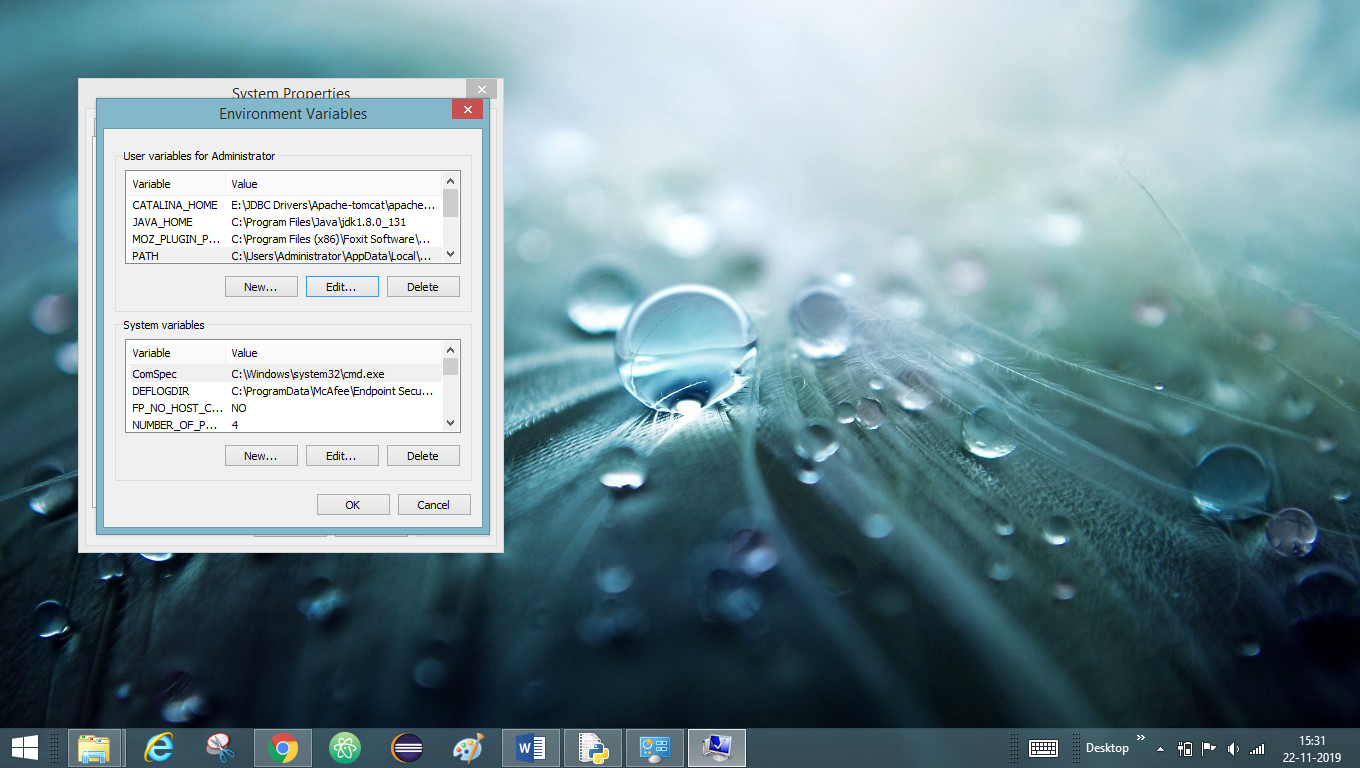 System Properties
Environment Variables
User variables for Administrator
Variable Value
CATALINA_HOME E:\JDBC Drivers\Apache-tomcat\apache...
JAVA_HOME C:\Program Files\Java\jdk1.8.0_131
MOZ_PLUGIN_P... C:\Program Files (x86)\Foxit Software\...
PATH C:\Users\Administrator\AppData\Local\...
New... Edit... Delete
System variables
Variable Value
ComSpec C:\Windows\system32\cmd.exe
DEFLOGDIR C:\ProgramData\McAfee\Endpoint Secu...
FP_NO_HOST_C... NO
NUMBER_OF_P... 4
New... Edit... Delete
OK Cancel
Desktop
15:31
22-11-2019